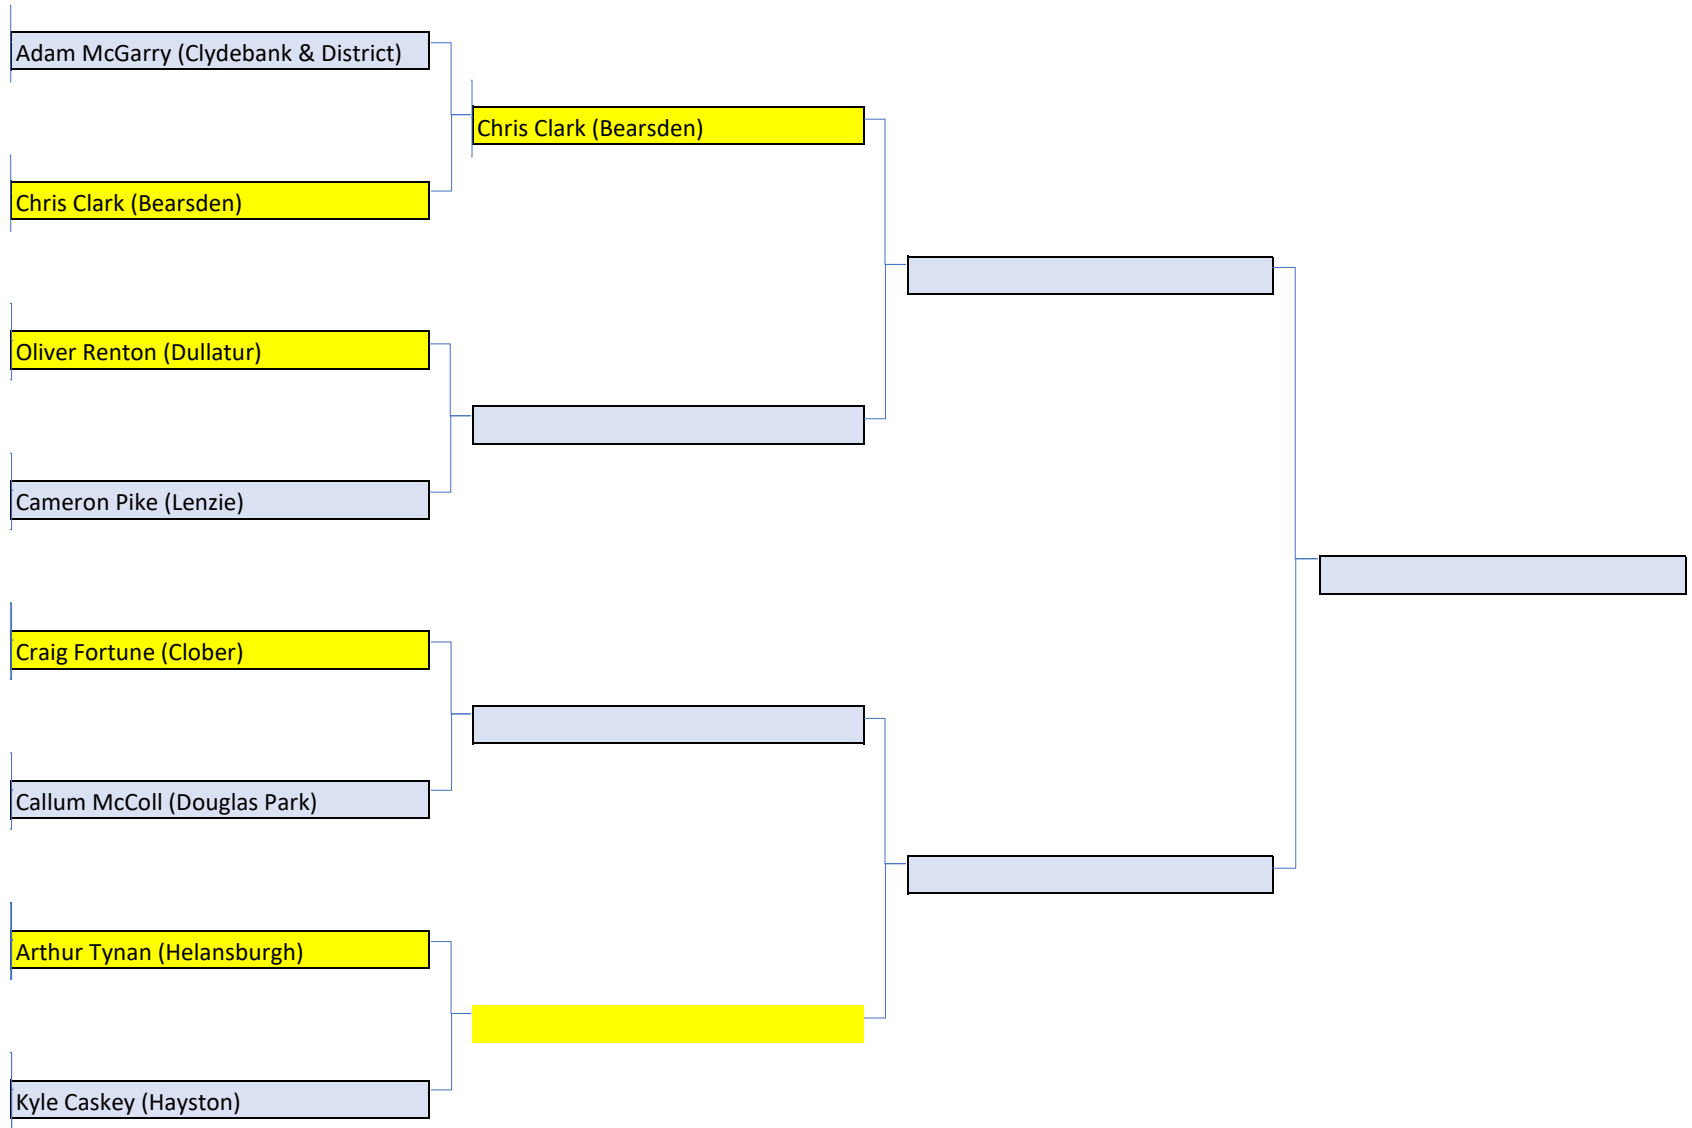 Adam McGarry (Clydebank & District)
Chris Clark (Bearsden)
Chris Clark (Bearsden)
Oliver Renton (Dullatur)
Cameron Pike (Lenzie)
Craig Fortune (Clober)
Callum McColl (Douglas Park)
Arthur Tynan (Helansburgh)
Kyle Caskey (Hayston)